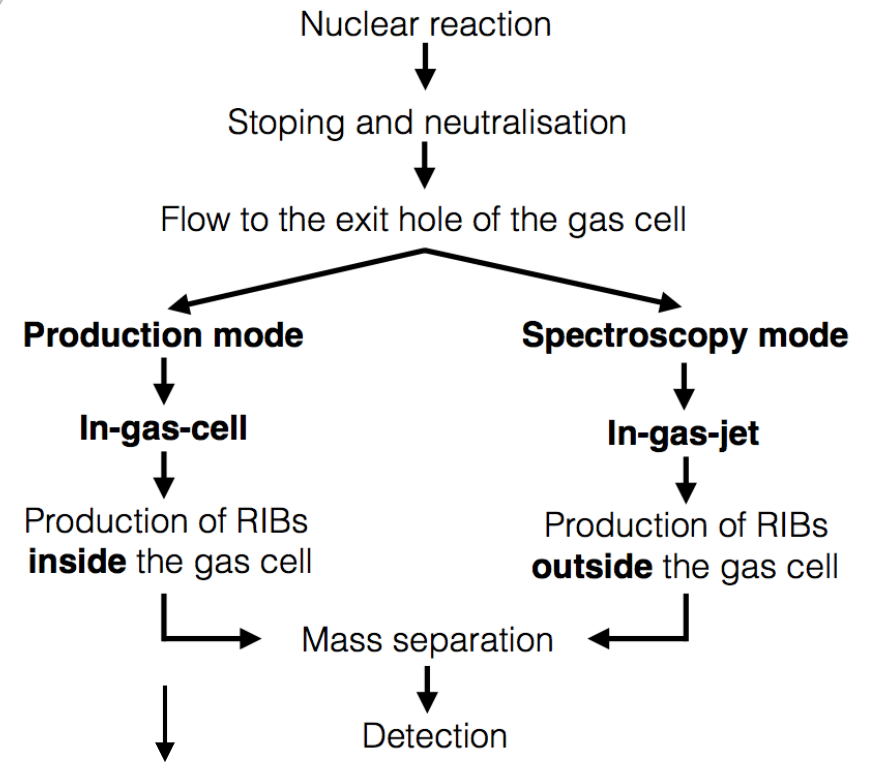 Nuclear reaction
Stoping and neutralisation
Flow to the exit hole of the gas cell
Production mode
Spectroscopy mode
In-gas-cell
In-gas-jet
Production of RIBs
inside the gas cell
Production of RIBs
outside the gas cell
Mass separation
Detection